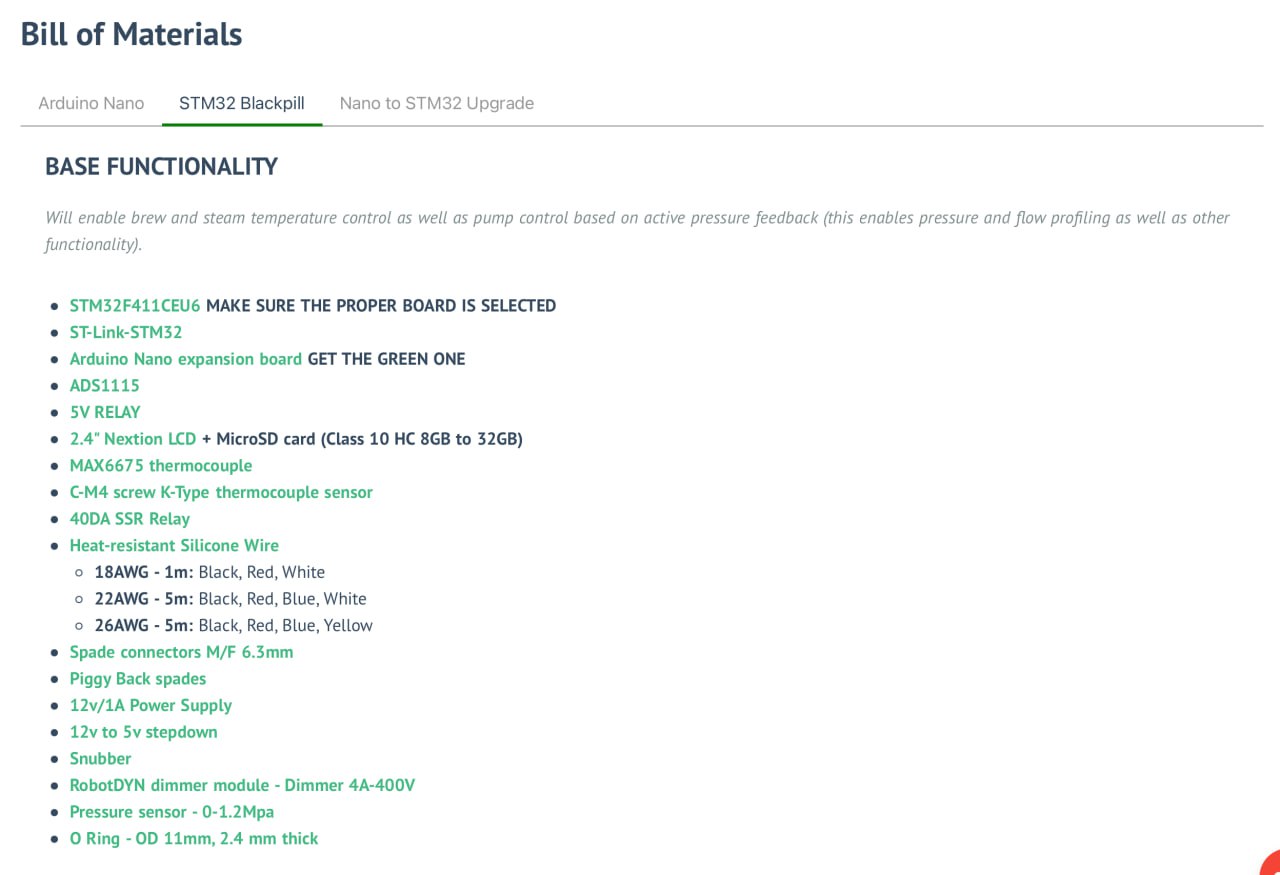 Bill of Materials
Arduino Nano
STM32 Blackpill
Nano to STM32 Upgrade
BASE FUNCTIONALITY
Will enable brew and steam temperature control as well as pump control based on active pressure feedback (this enables pressure and flow profiling as well as other
functionality).
STM32F411CEU6 MAKE SURE THE PROPER BOARD IS SELECTED
ST-Link-STM32
Arduino Nano expansion board GET THE GREEN ONE
ADS1115
5V RELAY
2.4" Nextion LCD + MicroSD card (Class 10 HC 8GB to 32GB)
MAX6675 thermocouple
C-M4 screw K-Type thermocouple sensor
40DA SSR Relay
Heat-resistant Silicone Wire
18AWG - 1m: Black, Red, White
22AWG - 5m: Black, Red, Blue, White
26AWG - 5m: Black, Red, Blue, Yellow
Spade connectors M/F 6.3mm
Piggy Back spades
12v/1A Power Supply
12v to 5v stepdown
Snubber
RobotDYN dimmer module - Dimmer 4A-400V
Pressure sensor - 0-1.2Mpa
O Ring - OD 11mm, 2.4 mm thick